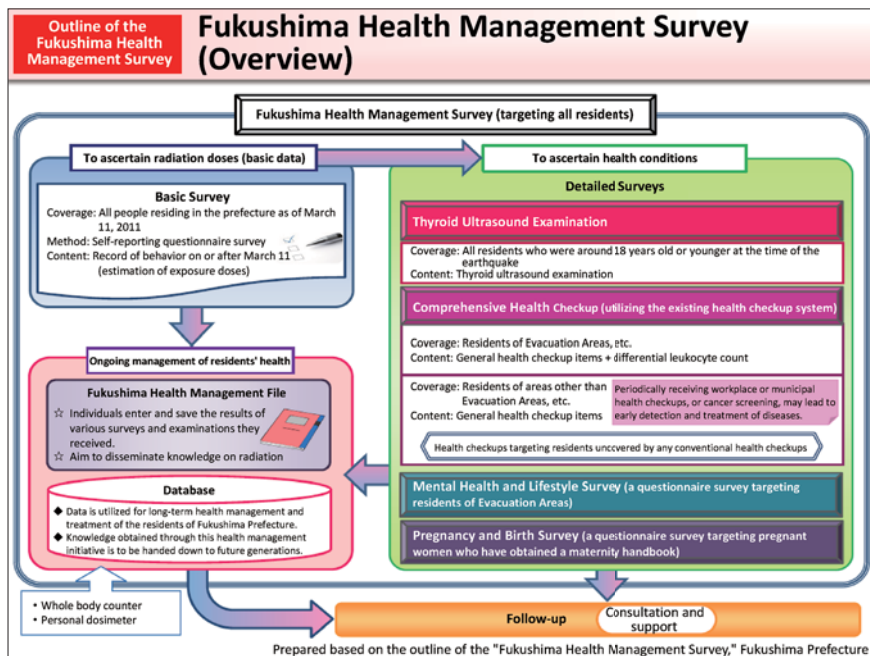 Outline of the
Fukushima Health
Management Survey
Fukushima Health Management Survey
(Overview)
Fukushima Health Management Survey (targeting all residents)
To ascertain radiation doses (basic data)
Basic Survey
Coverage: All people residing in the prefecture as of March
11, 2011
Method: Self-reporting questionnaire survey
Content: Record of behavior on or after March 11
(estimation of exposure doses)
Ongoing management of residents' health
Fukushima Health Management File
☆ Individuals enter and save the results of
various surveys and examinations they
received.
☆ Aim to disseminate knowledge on radiation
Database
◆ Data is utilized for long-term health management and
treatment of the residents of Fukushima Prefecture.
◆ Knowledge obtained through this health management
initiative is to be handed down to future generations.
• Whole body counter
• Personal dosimeter
To ascertain health conditions
Detailed Surveys
Thyroid Ultrasound Examination
Coverage: All residents who were around 18 years old or younger at the time of the
earthquake
Content: Thyroid ultrasound examination
Comprehensive Health Checkup (utilizing the existing health checkup system)
Coverage: Residents of Evacuation Areas, etc.
Content: General health checkup items + differential leukocyte count
Coverage: Residents of areas other than
Evacuation Areas, etc.
Content: General health checkup items
Periodically receiving workplace or municipal
health checkups, or cancer screening, may lead to
early detection and treatment of diseases.
Health checkups targeting residents uncovered by any conventional health checkups
Mental Health and Lifestyle Survey (a questionnaire survey targeting
residents of Evacuation Areas)
Pregnancy and Birth Survey (a questionnaire survey targeting pregnant
women who have obtained a maternity handbook)
Follow-up
Consultation and
support
Prepared based on the outline of the "Fukushima Health Management Survey," Fukushima Prefecture